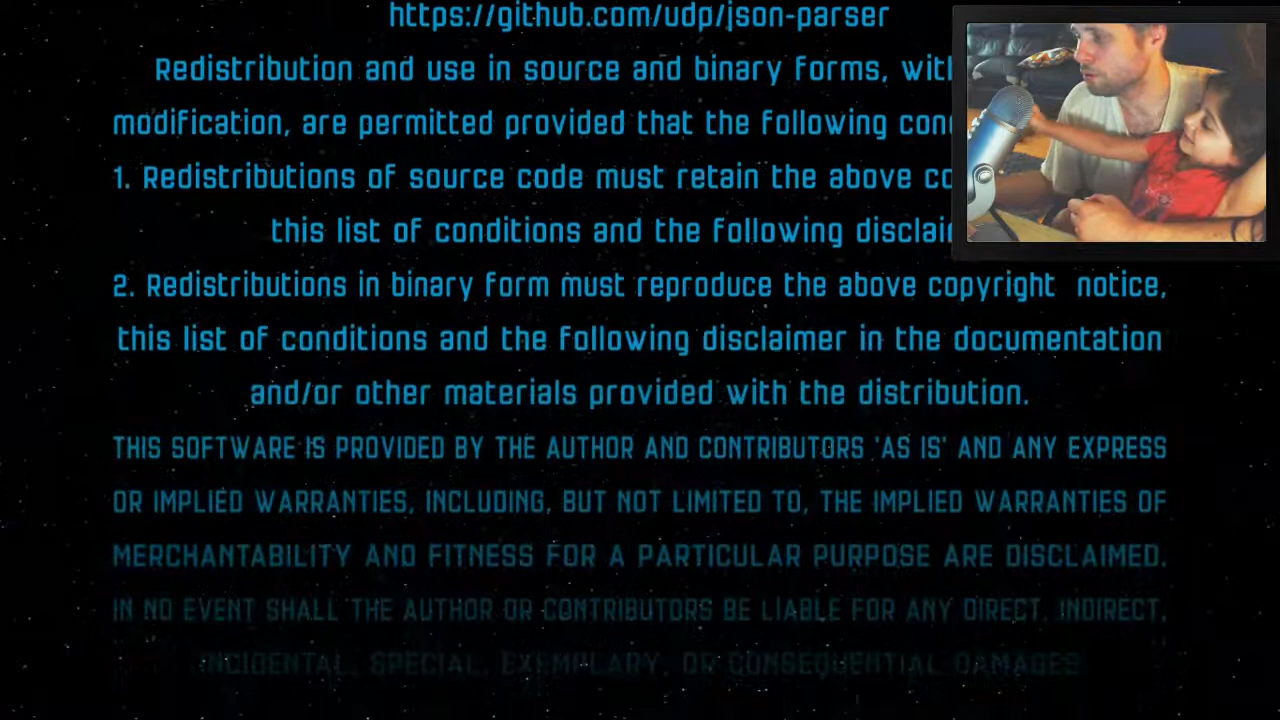 https://github.com/udp/json-parser
Redistribution and use in source and binary forms,
modification, are permitted provided that the following
1. Redistributions of source code must retain the above
this list of conditions and the following
2. Redistributions in binary form must reproduce the above copyright notice,
this list of conditions and the following disclaimer in the documentation
and/or other materials provided with the distribution.
THIS SOFTWARE IS PROVIDED BY THE AUTHOR AND CONTRIBUTORS 'AS IS' AND ANY EXPRESS
OR IMPLIED WARRANTIES, INCLUDING, BUT NOT LIMITED TO, THE IMPLIED WARRANTIES OF
MERCHANTABILITY AND FITNESS FOR A PARTICULAR PURPOSE ARE DISCLAIMED.
IN NO EVENT SHALL THE AUTHOR OR CONTRIBUTORS BE LIABLE FOR ANY DIRECT, INDIRECT,
INCIDENTAL, SPECIAL, EXEMPLARY, OR CONSEQUENTIAL DAMAGES